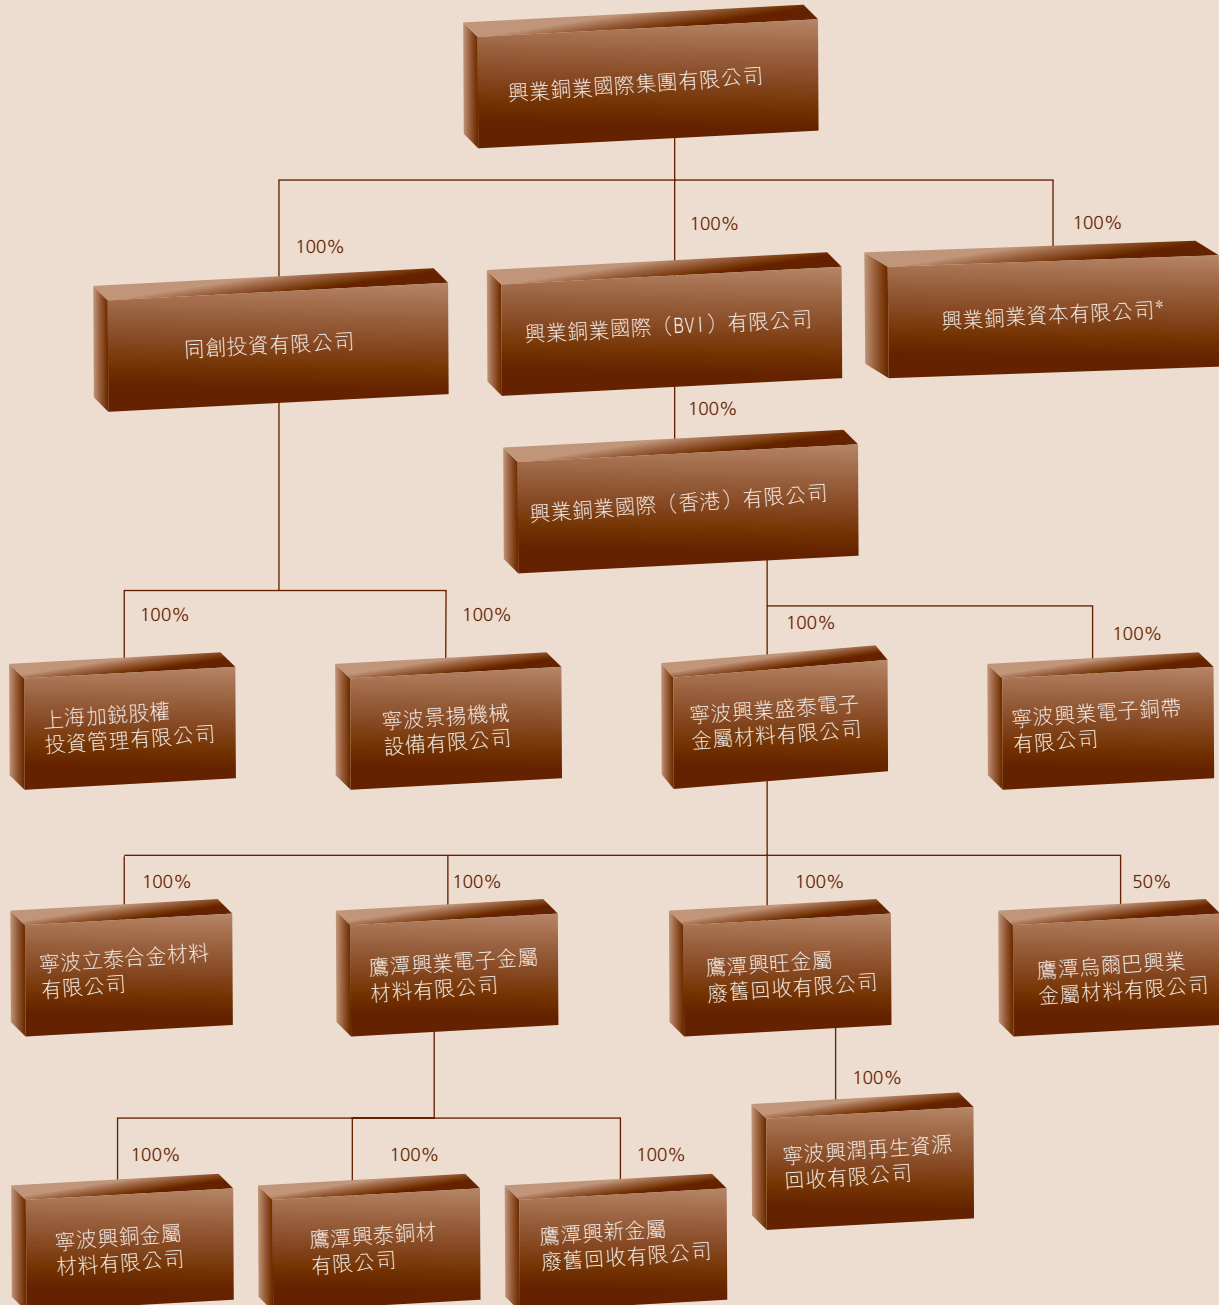 興業銅業國際集團有限公司
100%
100%
100%
同創投資有限公司
興業銅業國際（BVI）有限公司
興業銅業資本有限公司*
100%
興業銅業國際（香港）有限公司
100%
100%
100%
100%
上海加鋭股權
投資管理有限公司
寧波景揚機械
設備有限公司
寧波興業盛泰電子
金屬材料有限公司
寧波興業電子銅帶
有限公司
100%
100%
100%
50%
寧波立泰合金材料
有限公司
鷹潭興業電子金屬
材料有限公司
鷹潭興旺金屬
廢舊回收有限公司
鷹潭烏爾巴興業
金屬材料有限公司
100%
100%
100%
100%
寧波興潤再生資源
回收有限公司
寧波興銅金屬
材料有限公司
鷹潭興泰銅材
有限公司
鷹潭興新金屬
廢舊回收有限公司